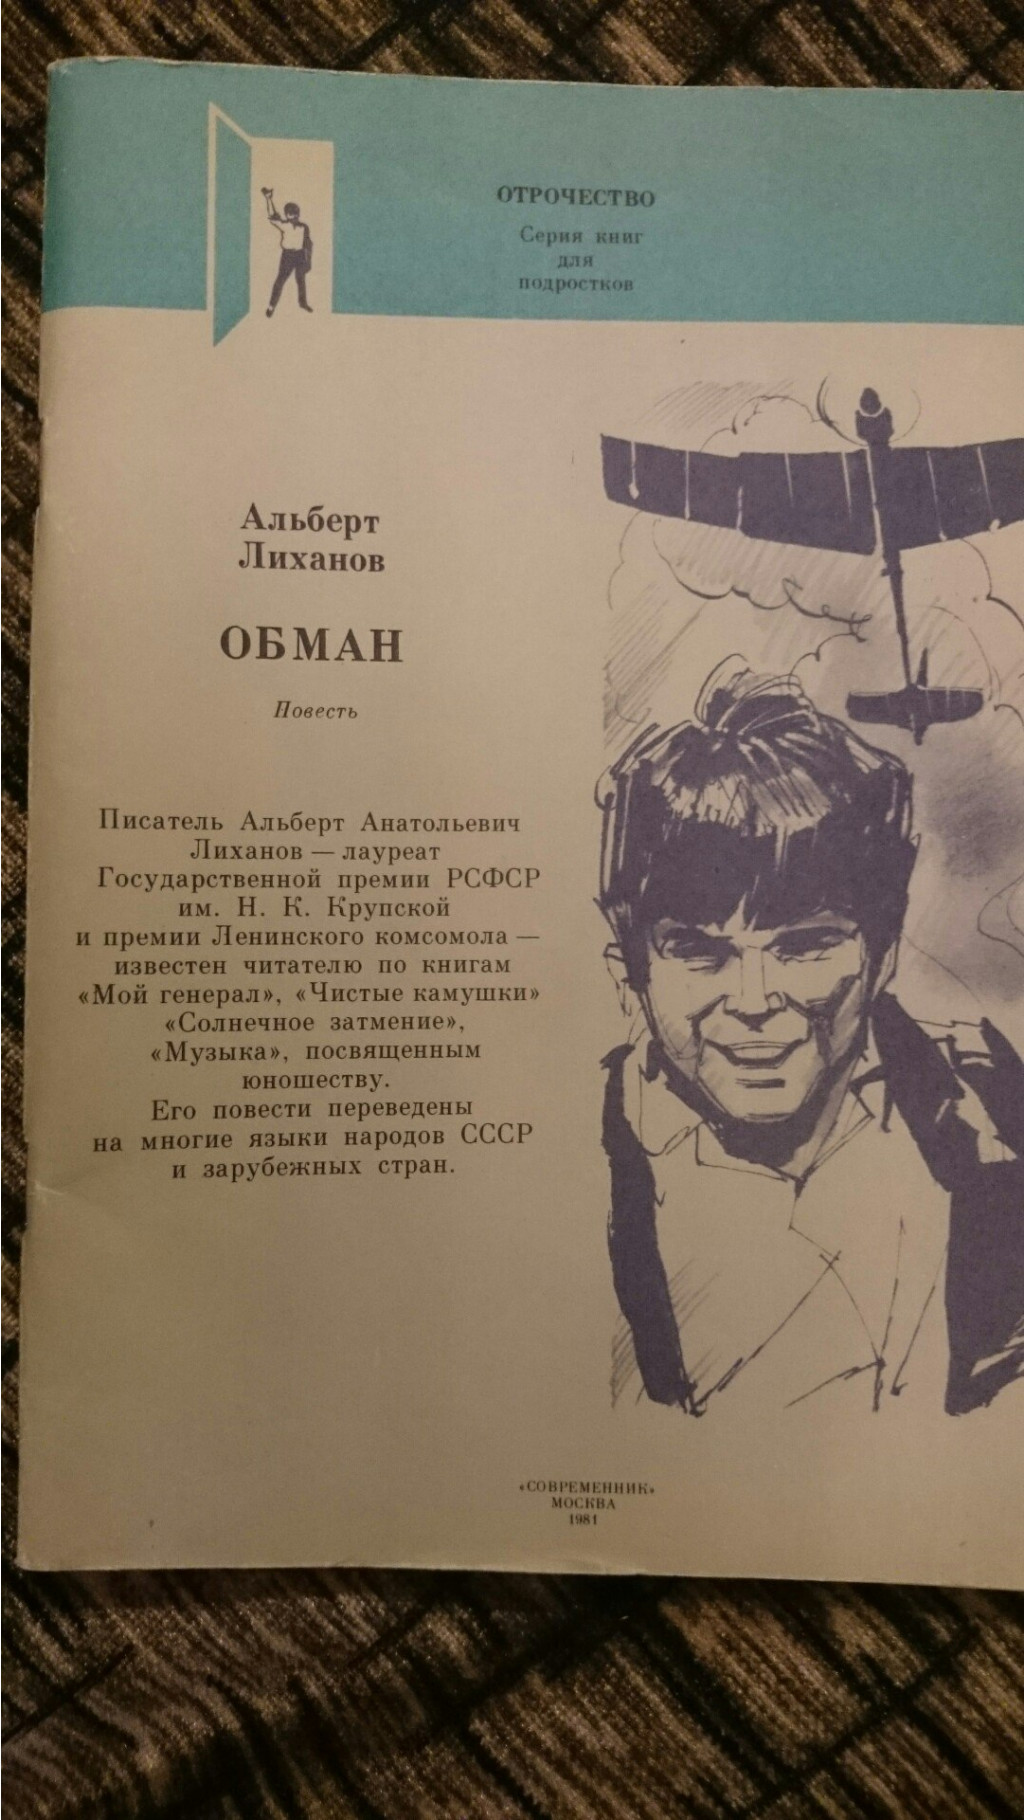 ОТРОЧЕСТВО
Серия книг
для
подростков
Альберт
Лиханов
ОБМАН
Повесть
Писатель Альберт Анатольевич
Лиханов — лауреат
Государственной премии РСФСР
им. Н. К. Крупской
и премии Ленинского комсомола —
известен читателю по книгам
«Мой генерал», «Чистые камушки»
«Солнечное затмение»,
«Музыка», посвященным
юношеству.
Его повести переведены
на многие языки народов СССР
и зарубежных стран.
«СОВРЕМЕННИК»
МОСКВА
1981